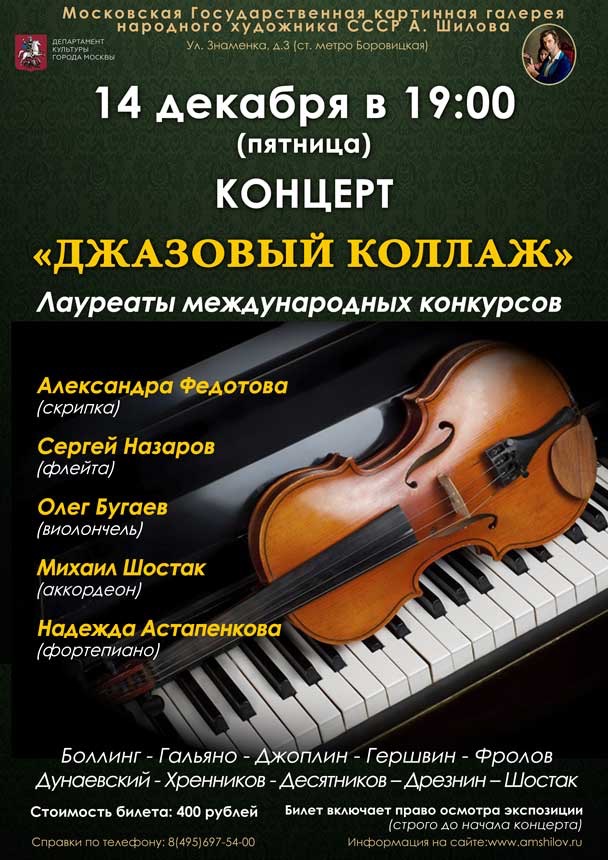 Московская Государственная картинная галерея
народного художника СССР А. Шилова
Ул. Знаменка, д.3 (ст. метро Боровицкая)
ДЕПАРТАМЕНТ
КУЛЬТУРЫ
ГОРОДА МОСКВЫ
14 декабря в 19:00
(пятница)
КОНЦЕРТ
«ДЖАЗОВЫЙ КОЛЛАЖ»
Лауреаты международных конкурсов
Александра Федотова
(скрипка)
Сергей Назаров
(флейта)
Олег Бугаев
(виолончель)
Михаил Шостак
(аккордеон)
Надежда Астапенкова
(фортепиано)
Боллинг - Гальяно - Джоплин - Гершвин - Фролов
Дунаевский - Хренников - Десятников – Дрезнин – Шостак
Стоимость билета: 400 рублей
Билет включает право осмотра экспозиции
(строго до начала концерта)
Справки по телефону: 8(495)697-54-00
Информация на сайте:www.amshilov.ru